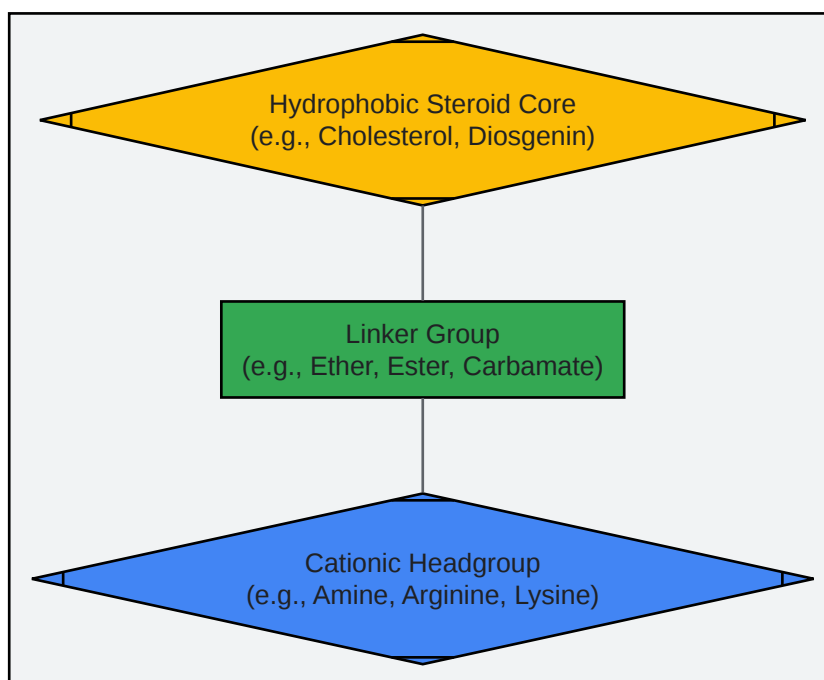 Hydrophobic Steroid Core
(e.g., Cholesterol, Diosgenin)
Linker Group
(e.g., Ether, Ester, Carbamate)
Cationic Headgroup
(e.g., Amine, Arginine, Lysine)